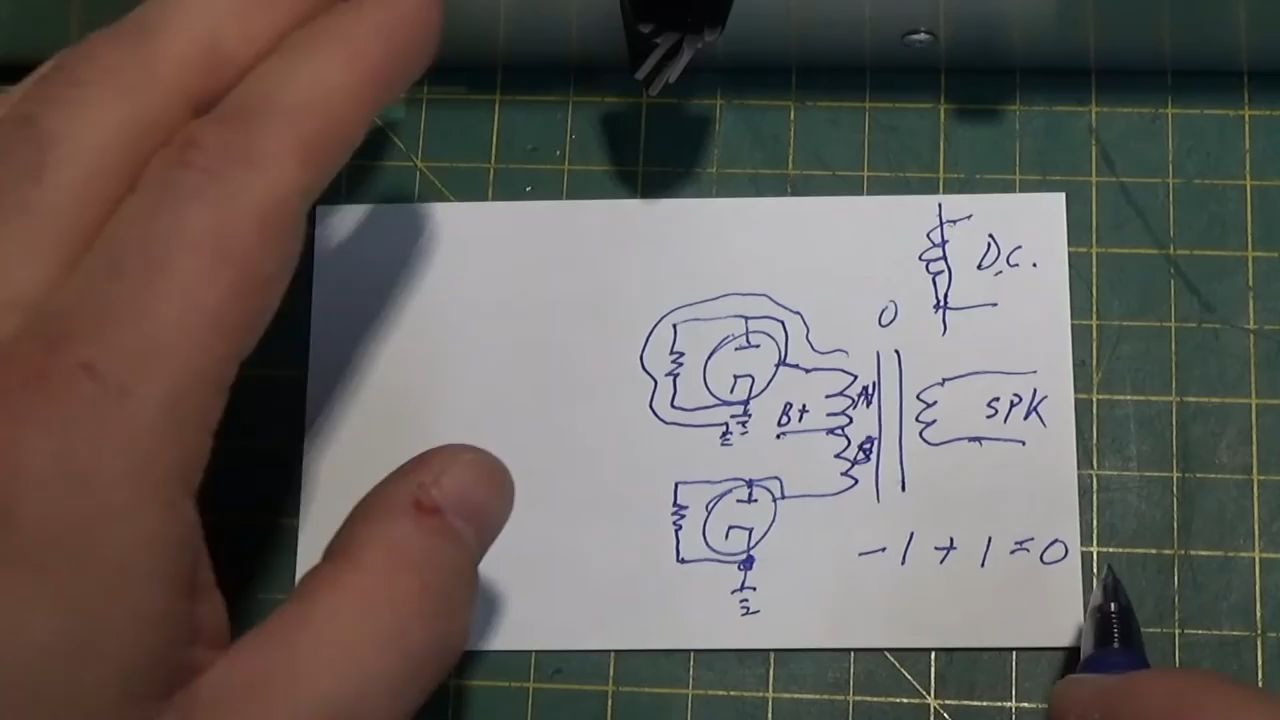 D.C.
0
B+
SPK
-1 + 1 = 0